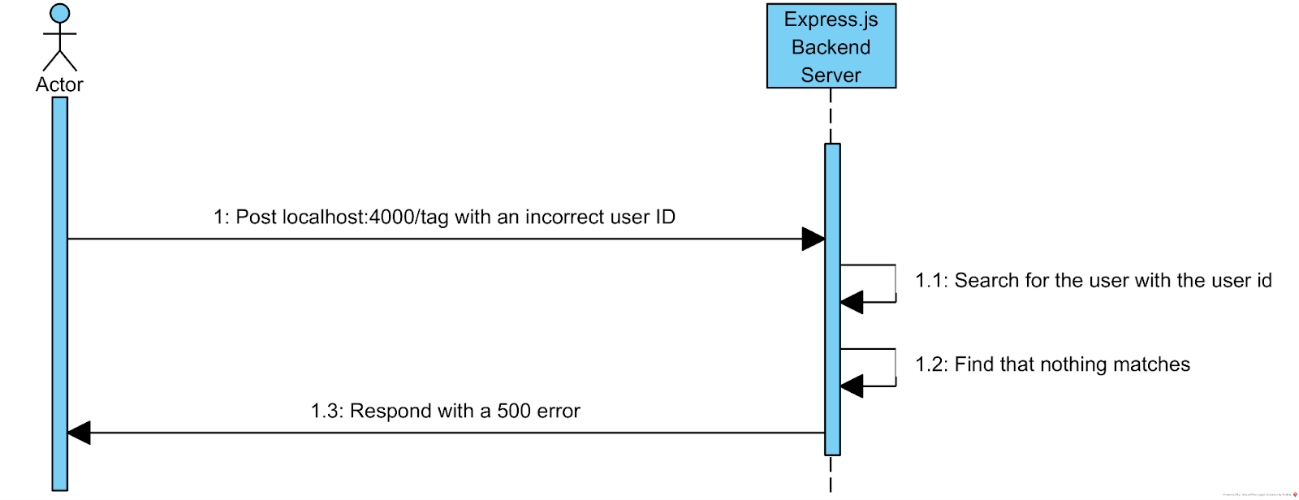 Actor
Express.js
Backend
Server
1: Post localhost:4000/tag with an incorrect user ID
1.1: Search for the user with the user id
1.2: Find that nothing matches
1.3: Respond with a 500 error